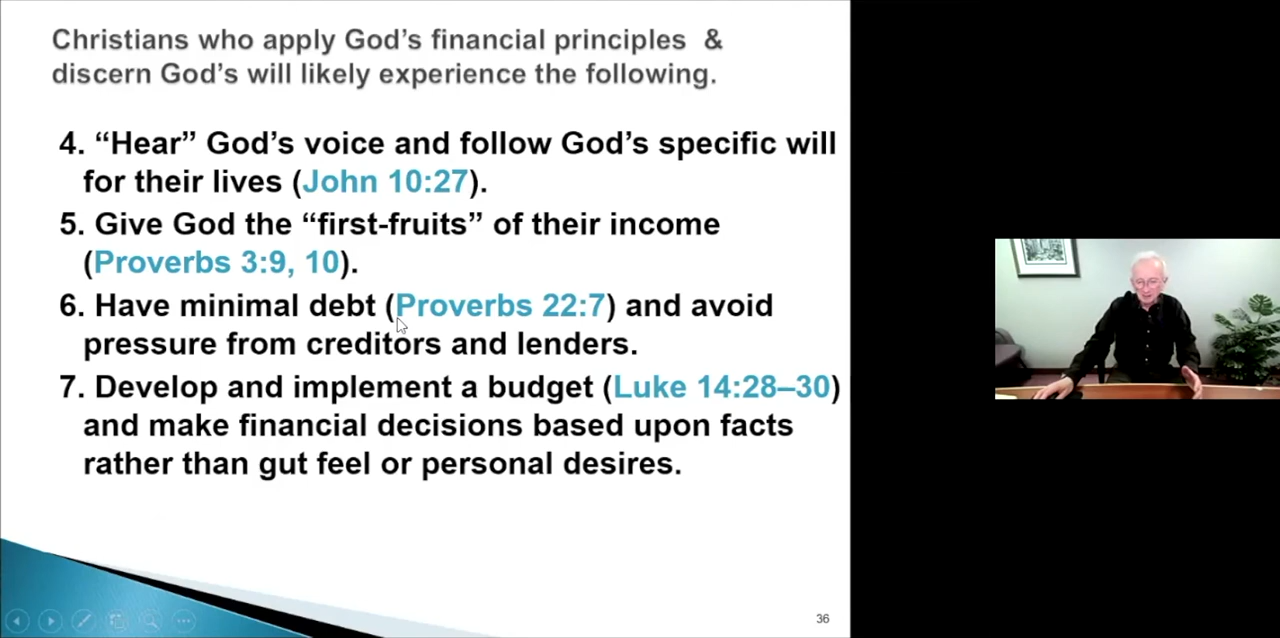 Christians who apply God's financial principles &
discern God's will likely experience the following.
4. “Hear” God's voice and follow God's specific will
for their lives (John 10:27).
5. Give God the “first-fruits” of their income
(Proverbs 3:9, 10).
6. Have minimal debt (Proverbs 22:7) and avoid
pressure from creditors and lenders.
7. Develop and implement a budget (Luke 14:28–30)
and make financial decisions based upon facts
rather than gut feel or personal desires.
36